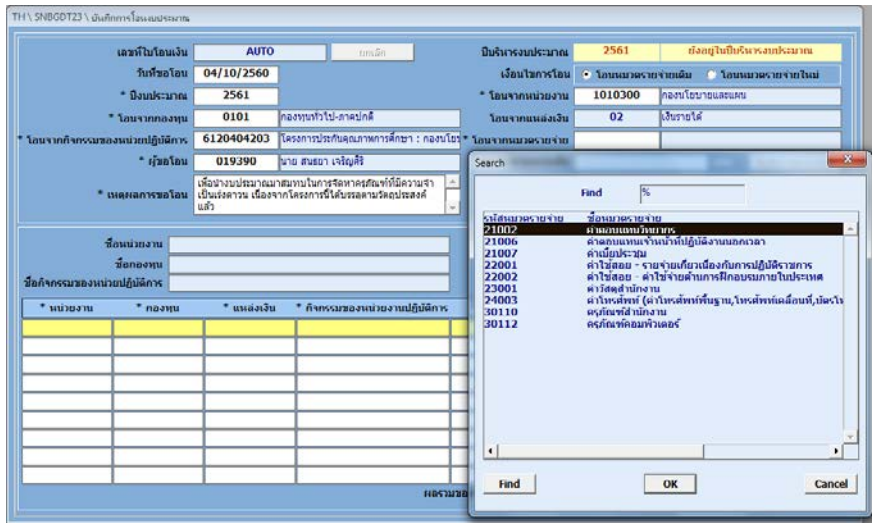 TH \ SNBGDT23 \ บันทึกการโอนงบประมาณ
เลขที่ใบโอนเงิน AUTO ยกเลิก ปีบริหารงบประมาณ 2561 ยังอยู่ในปีบริหารงบประมาณ
วันที่ขอโอน 04/10/2560 เงื่อนไขการโอน โอนหมวดรายจ่ายเดิม โอนหมวดรายจ่ายใหม่
* ปีงบประมาณ 2561 * โอนจากหน่วยงาน 1010300 กองนโยบายและแผน
* โอนจากกองทุน 0101 กองทุนทั่วไป-ภาคปกติ โอนจากแหล่งเงิน 02 เงินรายได้
* โอนจากกิจกรรมของหน่วยปฏิบัติการ 6120404203 โครงการประกันคุณภาพการศึกษา : กองนโยบ * โอนจากหมวดรายจ่าย
* ผู้ขอโอน 019390 นาย สนธยา เจริญศิริ
* เหตุผลการขอโอน เพื่อนำงบประมาณมาสมทบในการจัดหาครุภัณฑ์ที่มีความจำ
เป็นเร่งด่วน เนื่องจากโครงการนี้ได้บรรลุตามวัตถุประสงค์
แล้ว
ชื่อหน่วยงาน
ชื่อกองทุน
ชื่อกิจกรรมของหน่วยปฏิบัติการ
* หน่วยงาน * กองทุน * แหล่งเงิน * กิจกรรมของหน่วยงานปฏิบัติการ
ผลรวมขอ
Search
Find %
รหัสหมวดรายจ่าย ชื่อหมวดรายจ่าย
21002 ค่าตอบแทนวิทยากร
21006 ค่าตอบแทนเจ้าหน้าที่ปฏิบัติงานนอกเวลา
21007 ค่าเบี้ยประชุม
22001 ค่าใช้สอย - รายจ่ายเกี่ยวเนื่องกับการปฏิบัติราชการ
22002 ค่าใช้สอย - ค่าใช้จ่ายด้านการฝึกอบรมภายในประเทศ
23001 ค่าวัสดุสำนักงาน
24003 ค่าโทรศัพท์ (ค่าโทรศัพท์พื้นฐาน,โทรศัพท์เคลื่อนที่,บัตรโท
30110 ครุภัณฑ์สำนักงาน
30112 ครุภัณฑ์คอมพิวเตอร์
Find OK Cancel